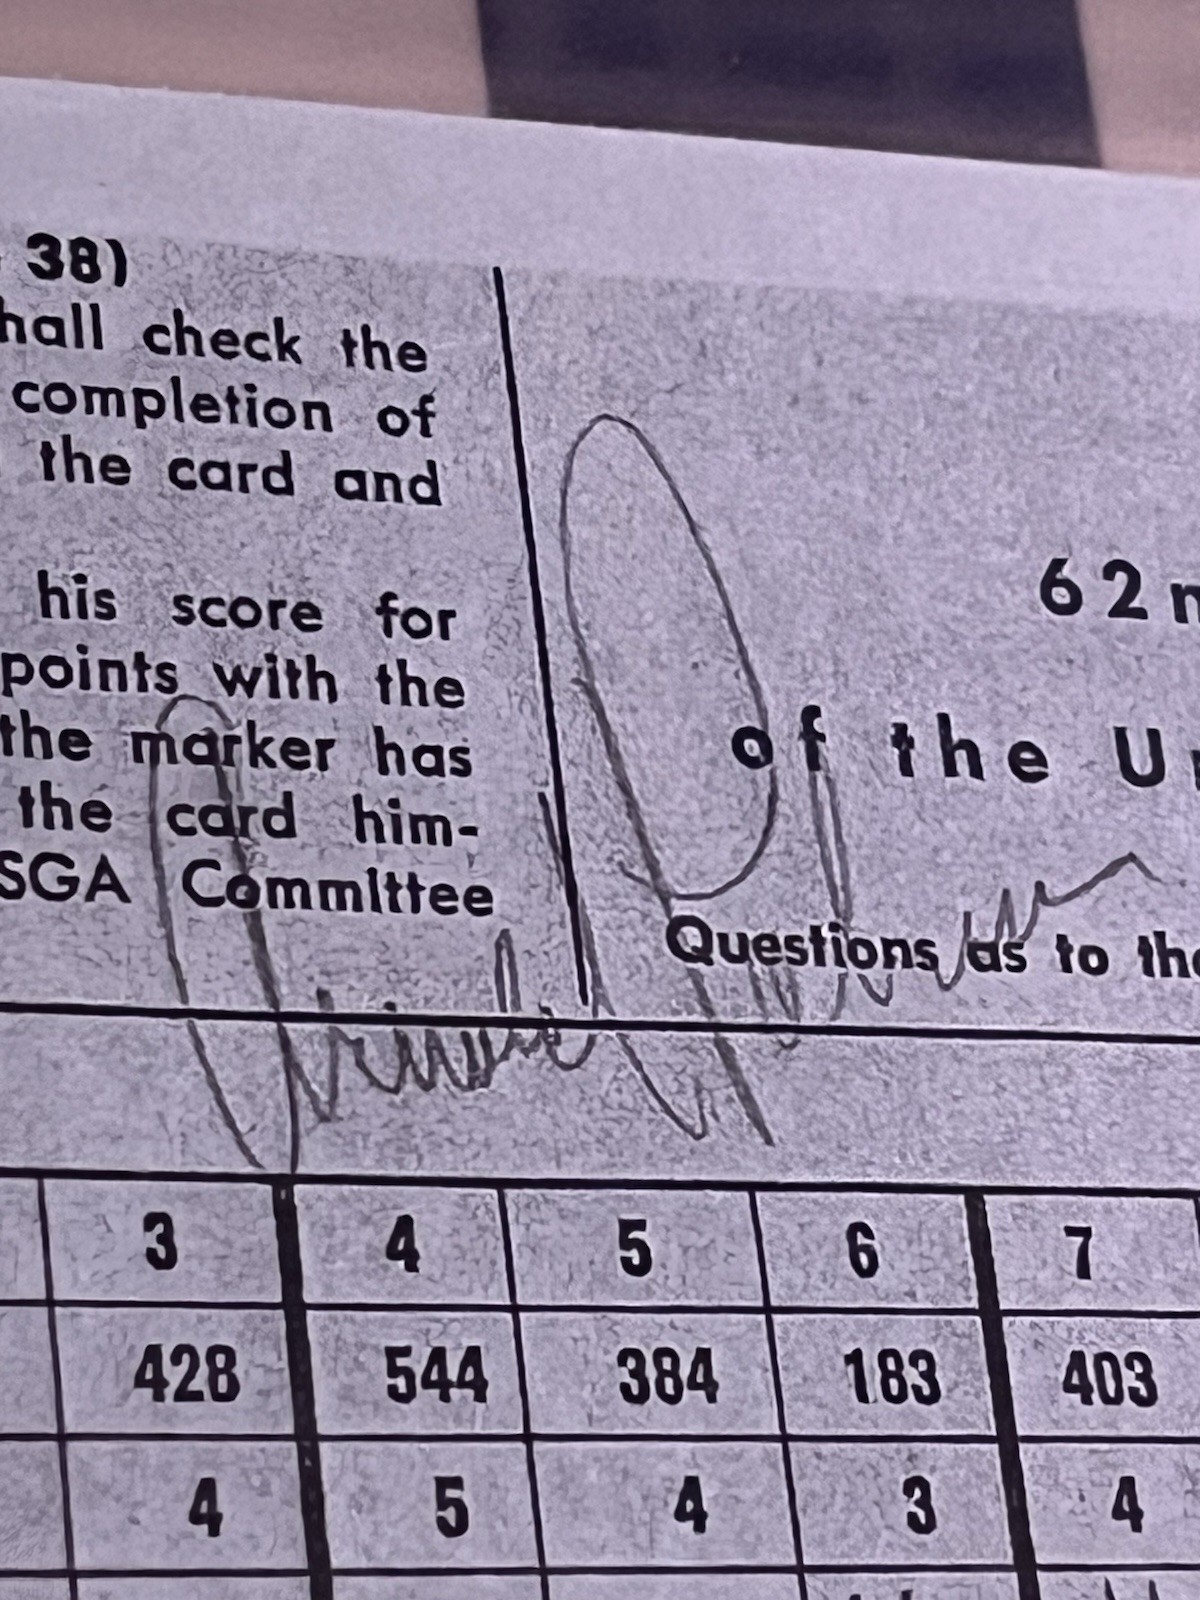 38)
hall check the
completion of
the card and
his score for
points with the
the marker has
the card him-
SGA Committee
62n
of the Un
Questions as to the
3 4 5 6 7
428 544 384 183 403
4 5 4 3 4